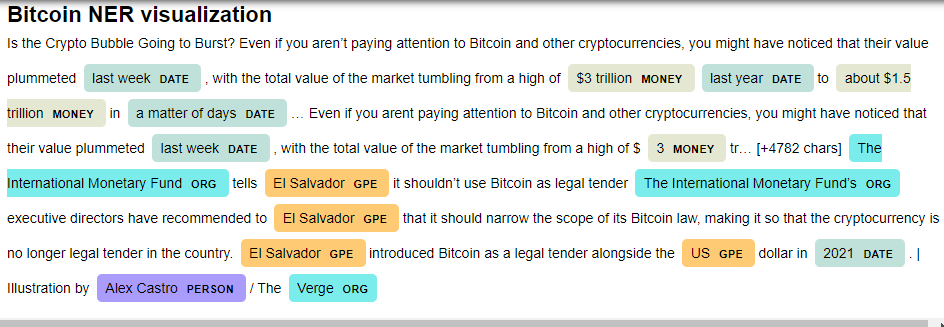 Bitcoin NER visualization
Is the Crypto Bubble Going to Burst? Even if you aren’t paying attention to Bitcoin and other cryptocurrencies, you might have noticed that their value
plummeted last week DATE , with the total value of the market tumbling from a high of $3 trillion MONEY last year DATE to about $1.5
trillion MONEY in a matter of days DATE … Even if you arent paying attention to Bitcoin and other cryptocurrencies, you might have noticed that
their value plummeted last week DATE , with the total value of the market tumbling from a high of $ 3 MONEY tr… [+4782 chars] The
International Monetary Fund ORG tells El Salvador GPE it shouldn’t use Bitcoin as legal tender The International Monetary Fund’s ORG
executive directors have recommended to El Salvador GPE that it should narrow the scope of its Bitcoin law, making it so that the cryptocurrency is
no longer legal tender in the country. El Salvador GPE introduced Bitcoin as a legal tender alongside the US GPE dollar in 2021 DATE . |
Illustration by Alex Castro PERSON / The Verge ORG